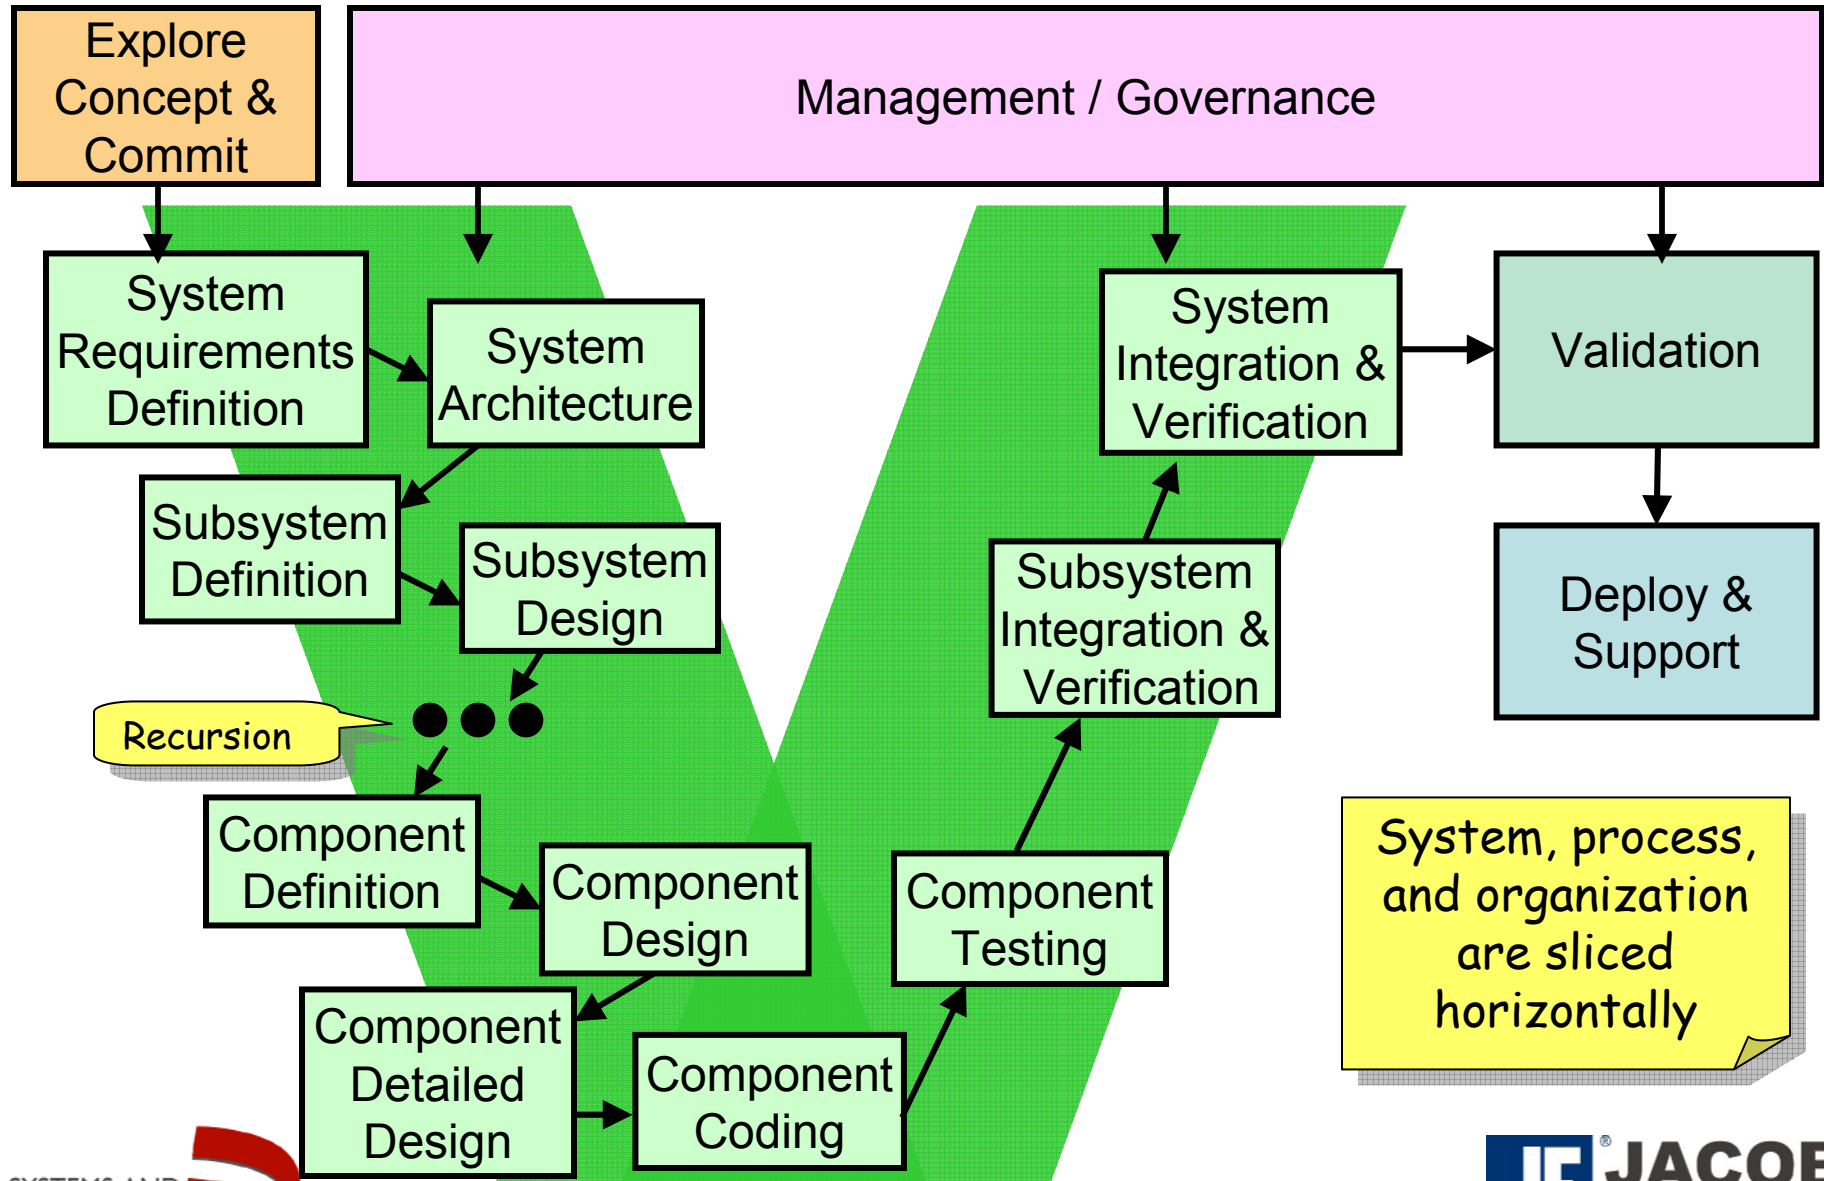 Explore
Concept &
Commit
Management / Governance
System
Requirements
Definition
System
Architecture
System
Integration &
Verification
Validation
Subsystem
Definition
Subsystem
Design
Subsystem
Integration &
Verification
Deploy &
Support
Recursion
Component
Definition
Component
Design
Component
Testing
System, process,
and organization
are sliced
horizontally
Component
Detailed
Design
Component
Coding
SYSTEMS AND
®